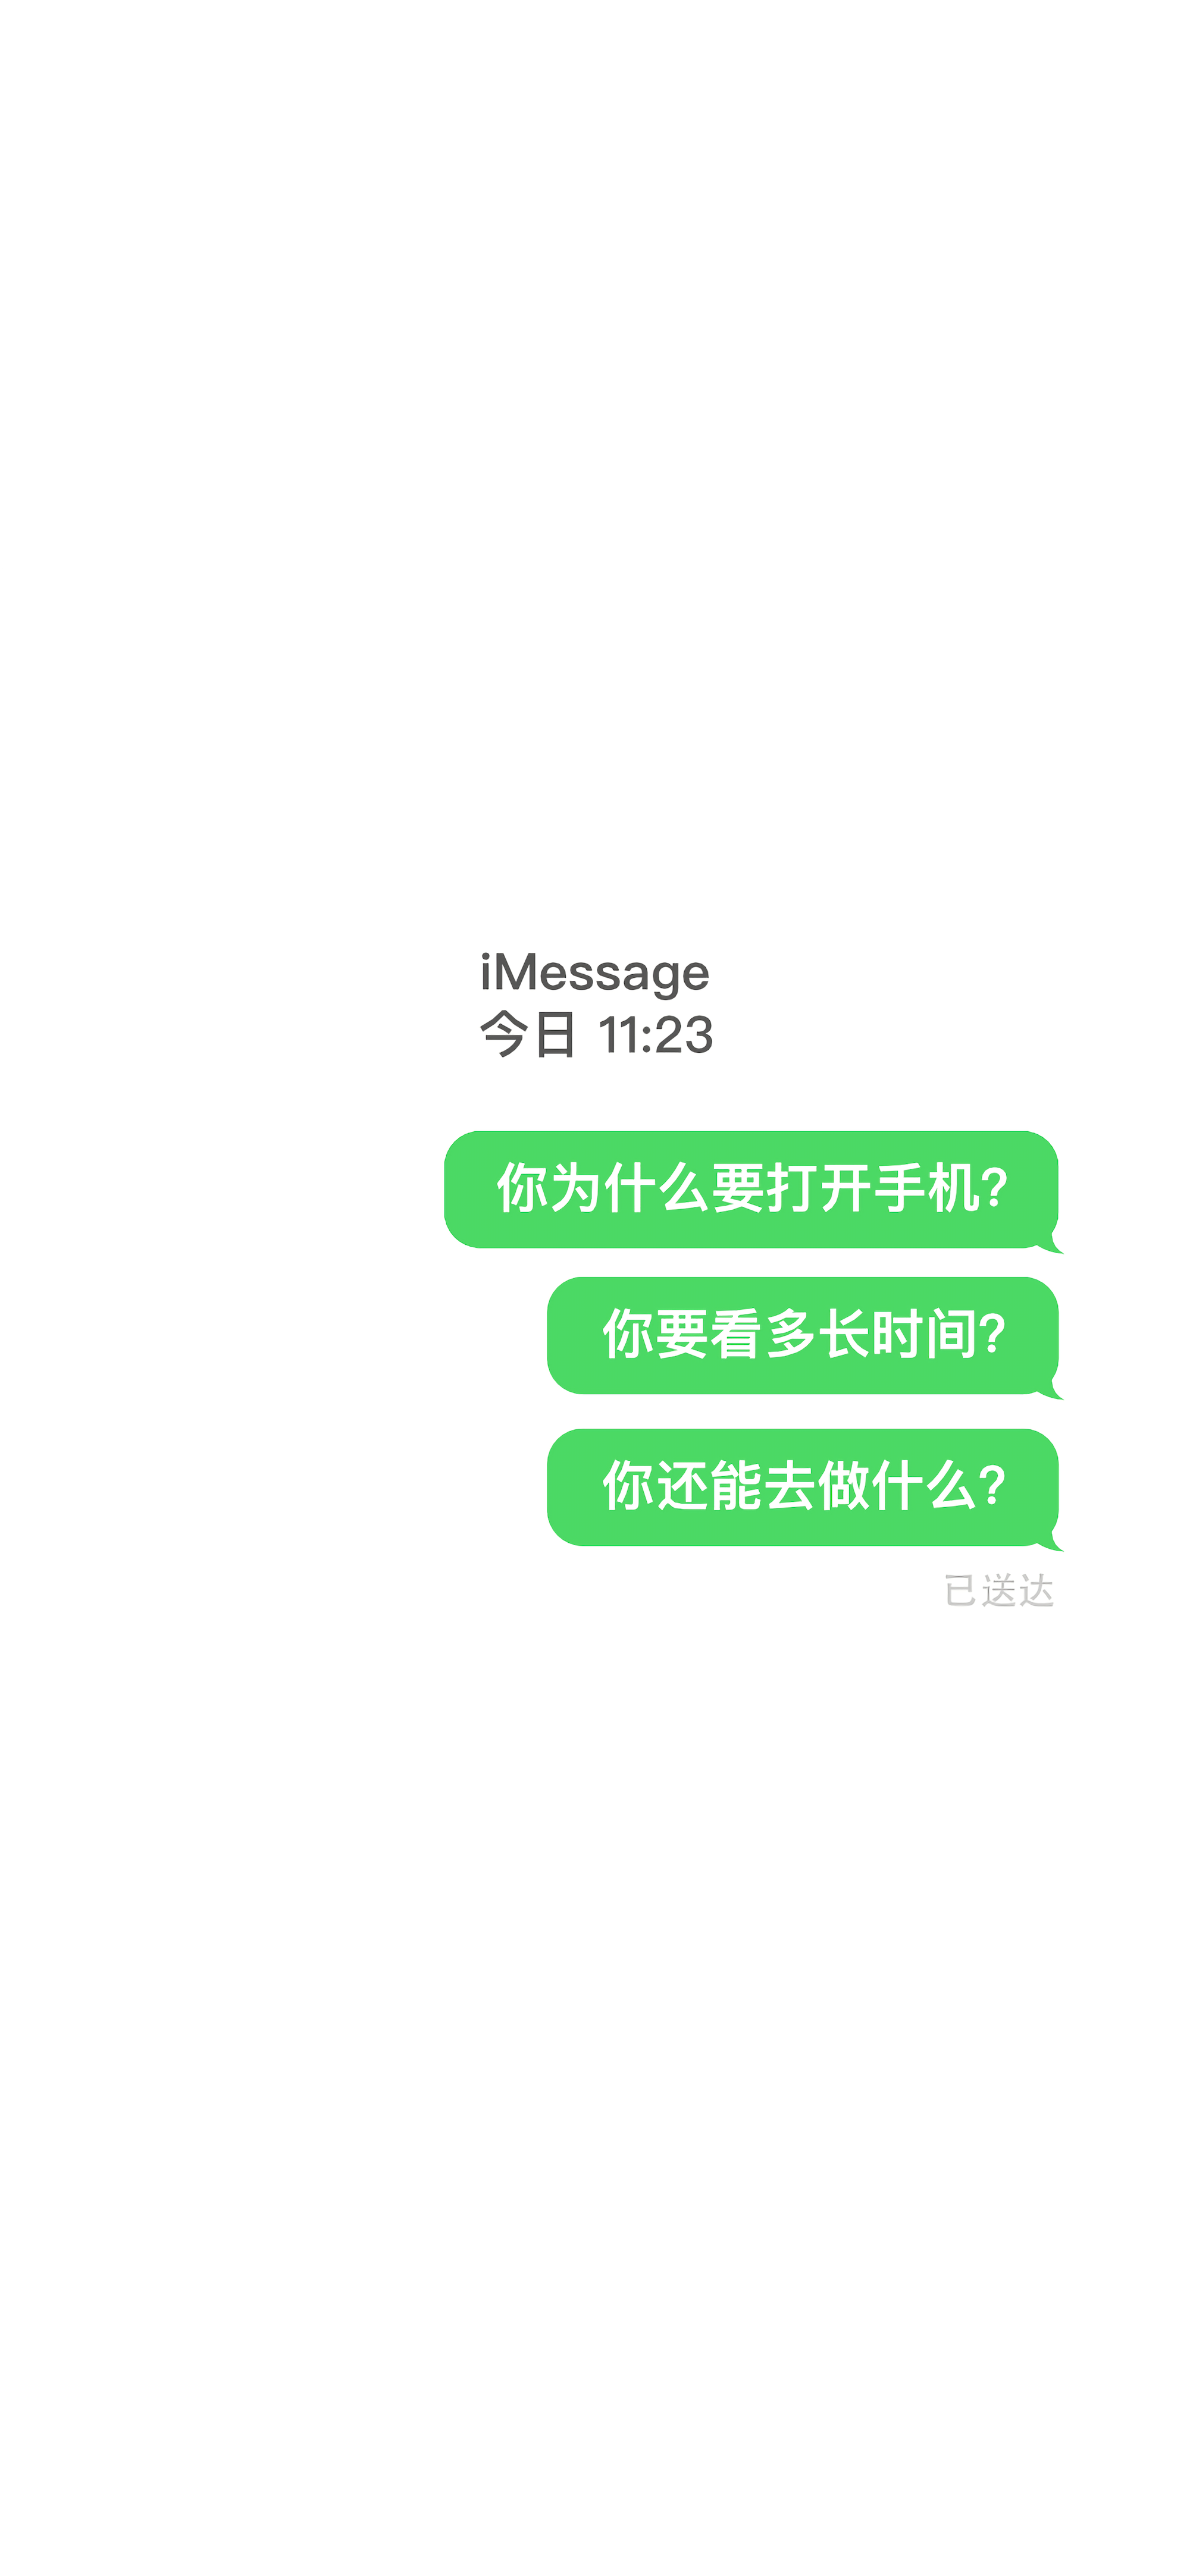 iMessage
今日 11:23
你为什么要打开手机?
你要看多长时间?
你还能去做什么?
已送达